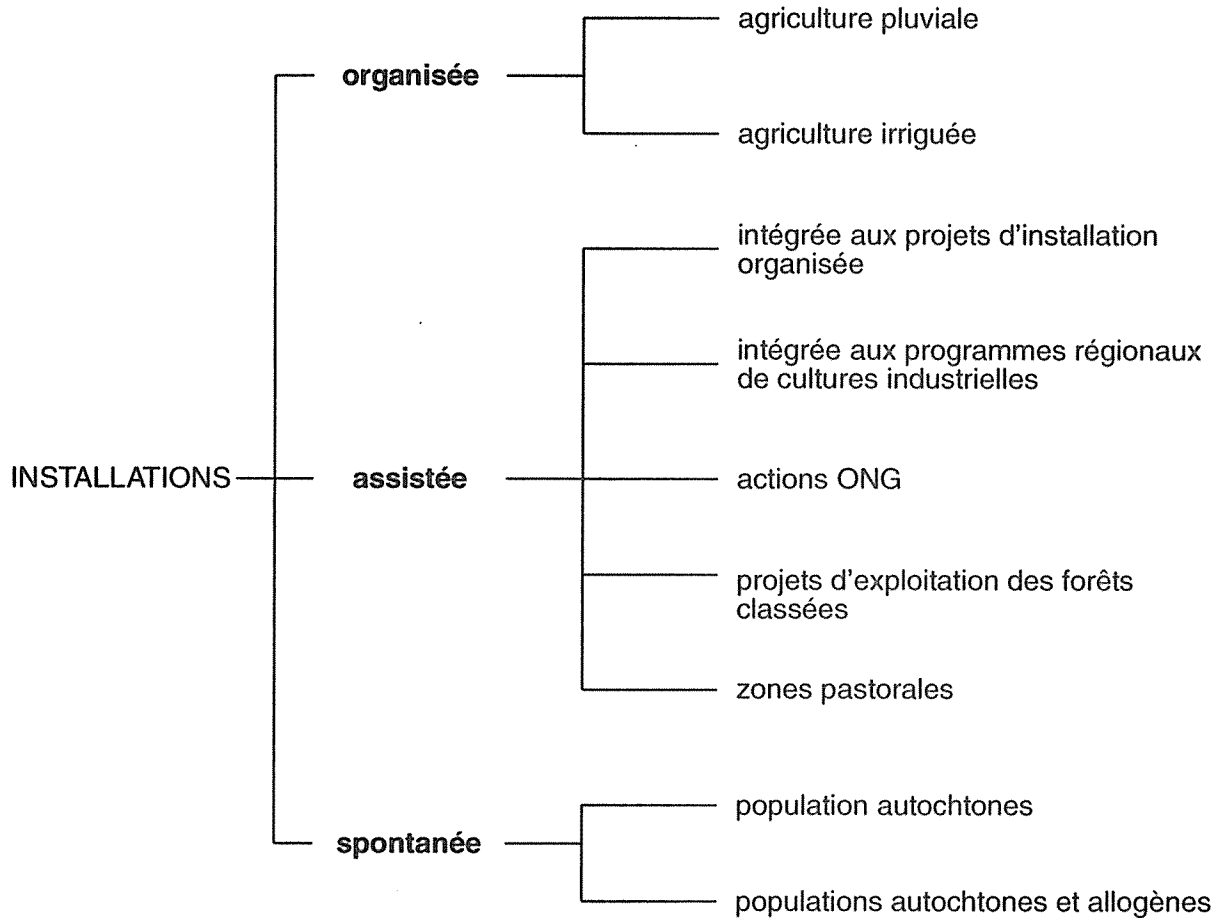 agriculture pluviale
organisée
agriculture irriguée
intégrée aux projets d'installation
organisée
intégrée aux programmes régionaux
de cultures industrielles
INSTALLATIONS
assistée
actions ONG
projets d'exploitation des forêts
classées
zones pastorales
population autochtones
spontanée
populations autochtones et allogènes